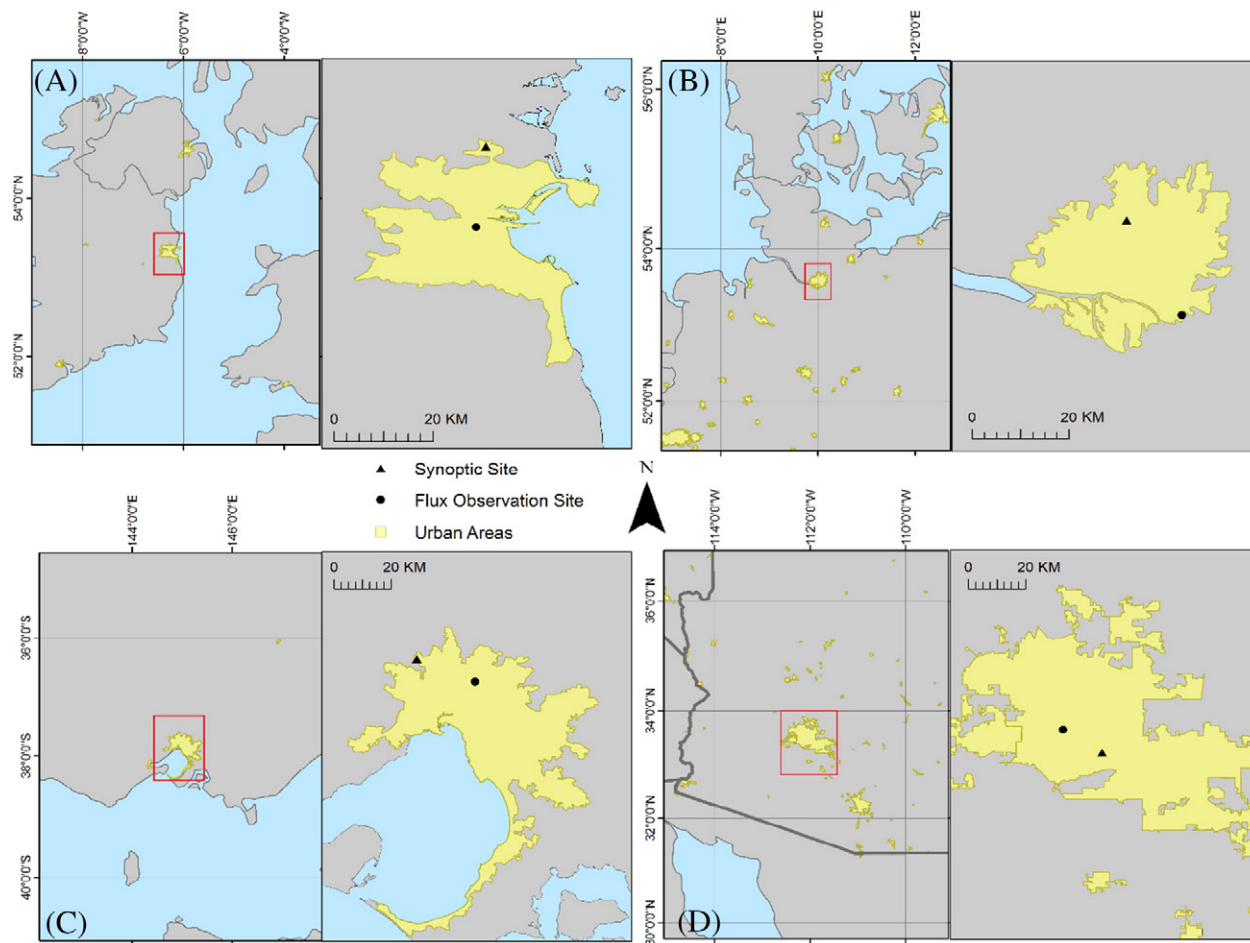 8°0'0"W
6°0'0"W
4°0'0"W
(A)
54°0'0"N
52°0'0"N
0 20 KM
8°0'0"E
10°0'0"E
12°0'0"E
(B)
56°0'0"N
54°0'0"N
52°0'0"N
0 20 KM
Synoptic Site
Flux Observation Site
Urban Areas
N
144°0'0"E
146°0'0"E
36°0'0"S
38°0'0"S
40°0'0"S
(C)
0 20 KM
114°0'0"W
112°0'0"W
110°0'0"W
36°0'0"N
34°0'0"N
32°0'0"N
30°0'0"N
(D)
0 20 KM